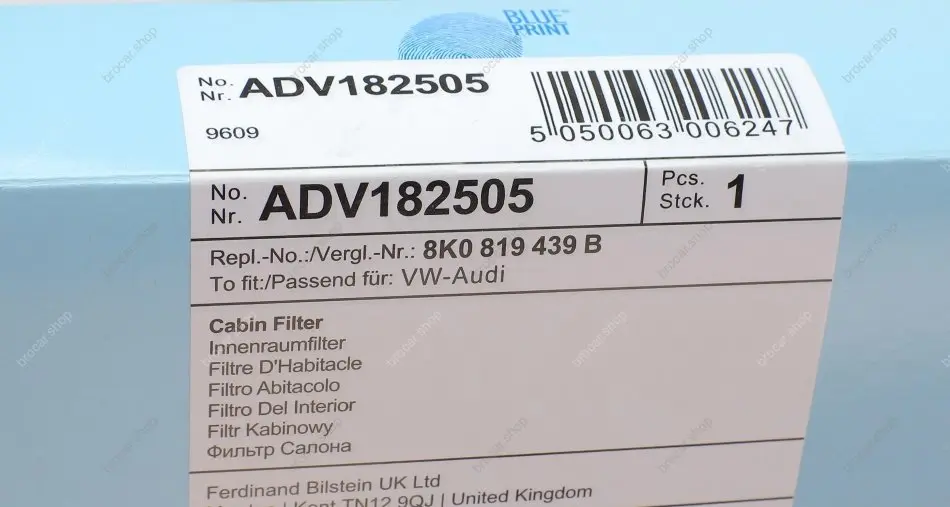 BLUE PRINT
No. Nr. ADV182505
9609
5 050063 006247
No. Nr. ADV182505
Pcs. Stck. 1
Repl.-No.:/Vergl.-Nr.: 8K0 819 439 B
To fit:/Passend für: VW-Audi
Cabin Filter
Innenraumfilter
Filtre D'Habitacle
Filtro Abitacolo
Filtro Del Interior
Filtr Kabinowy
Фильтр Салона
Ferdinand Bilstein UK Ltd
Kent TN12 9QJ | United Kingdom
brocar.shop